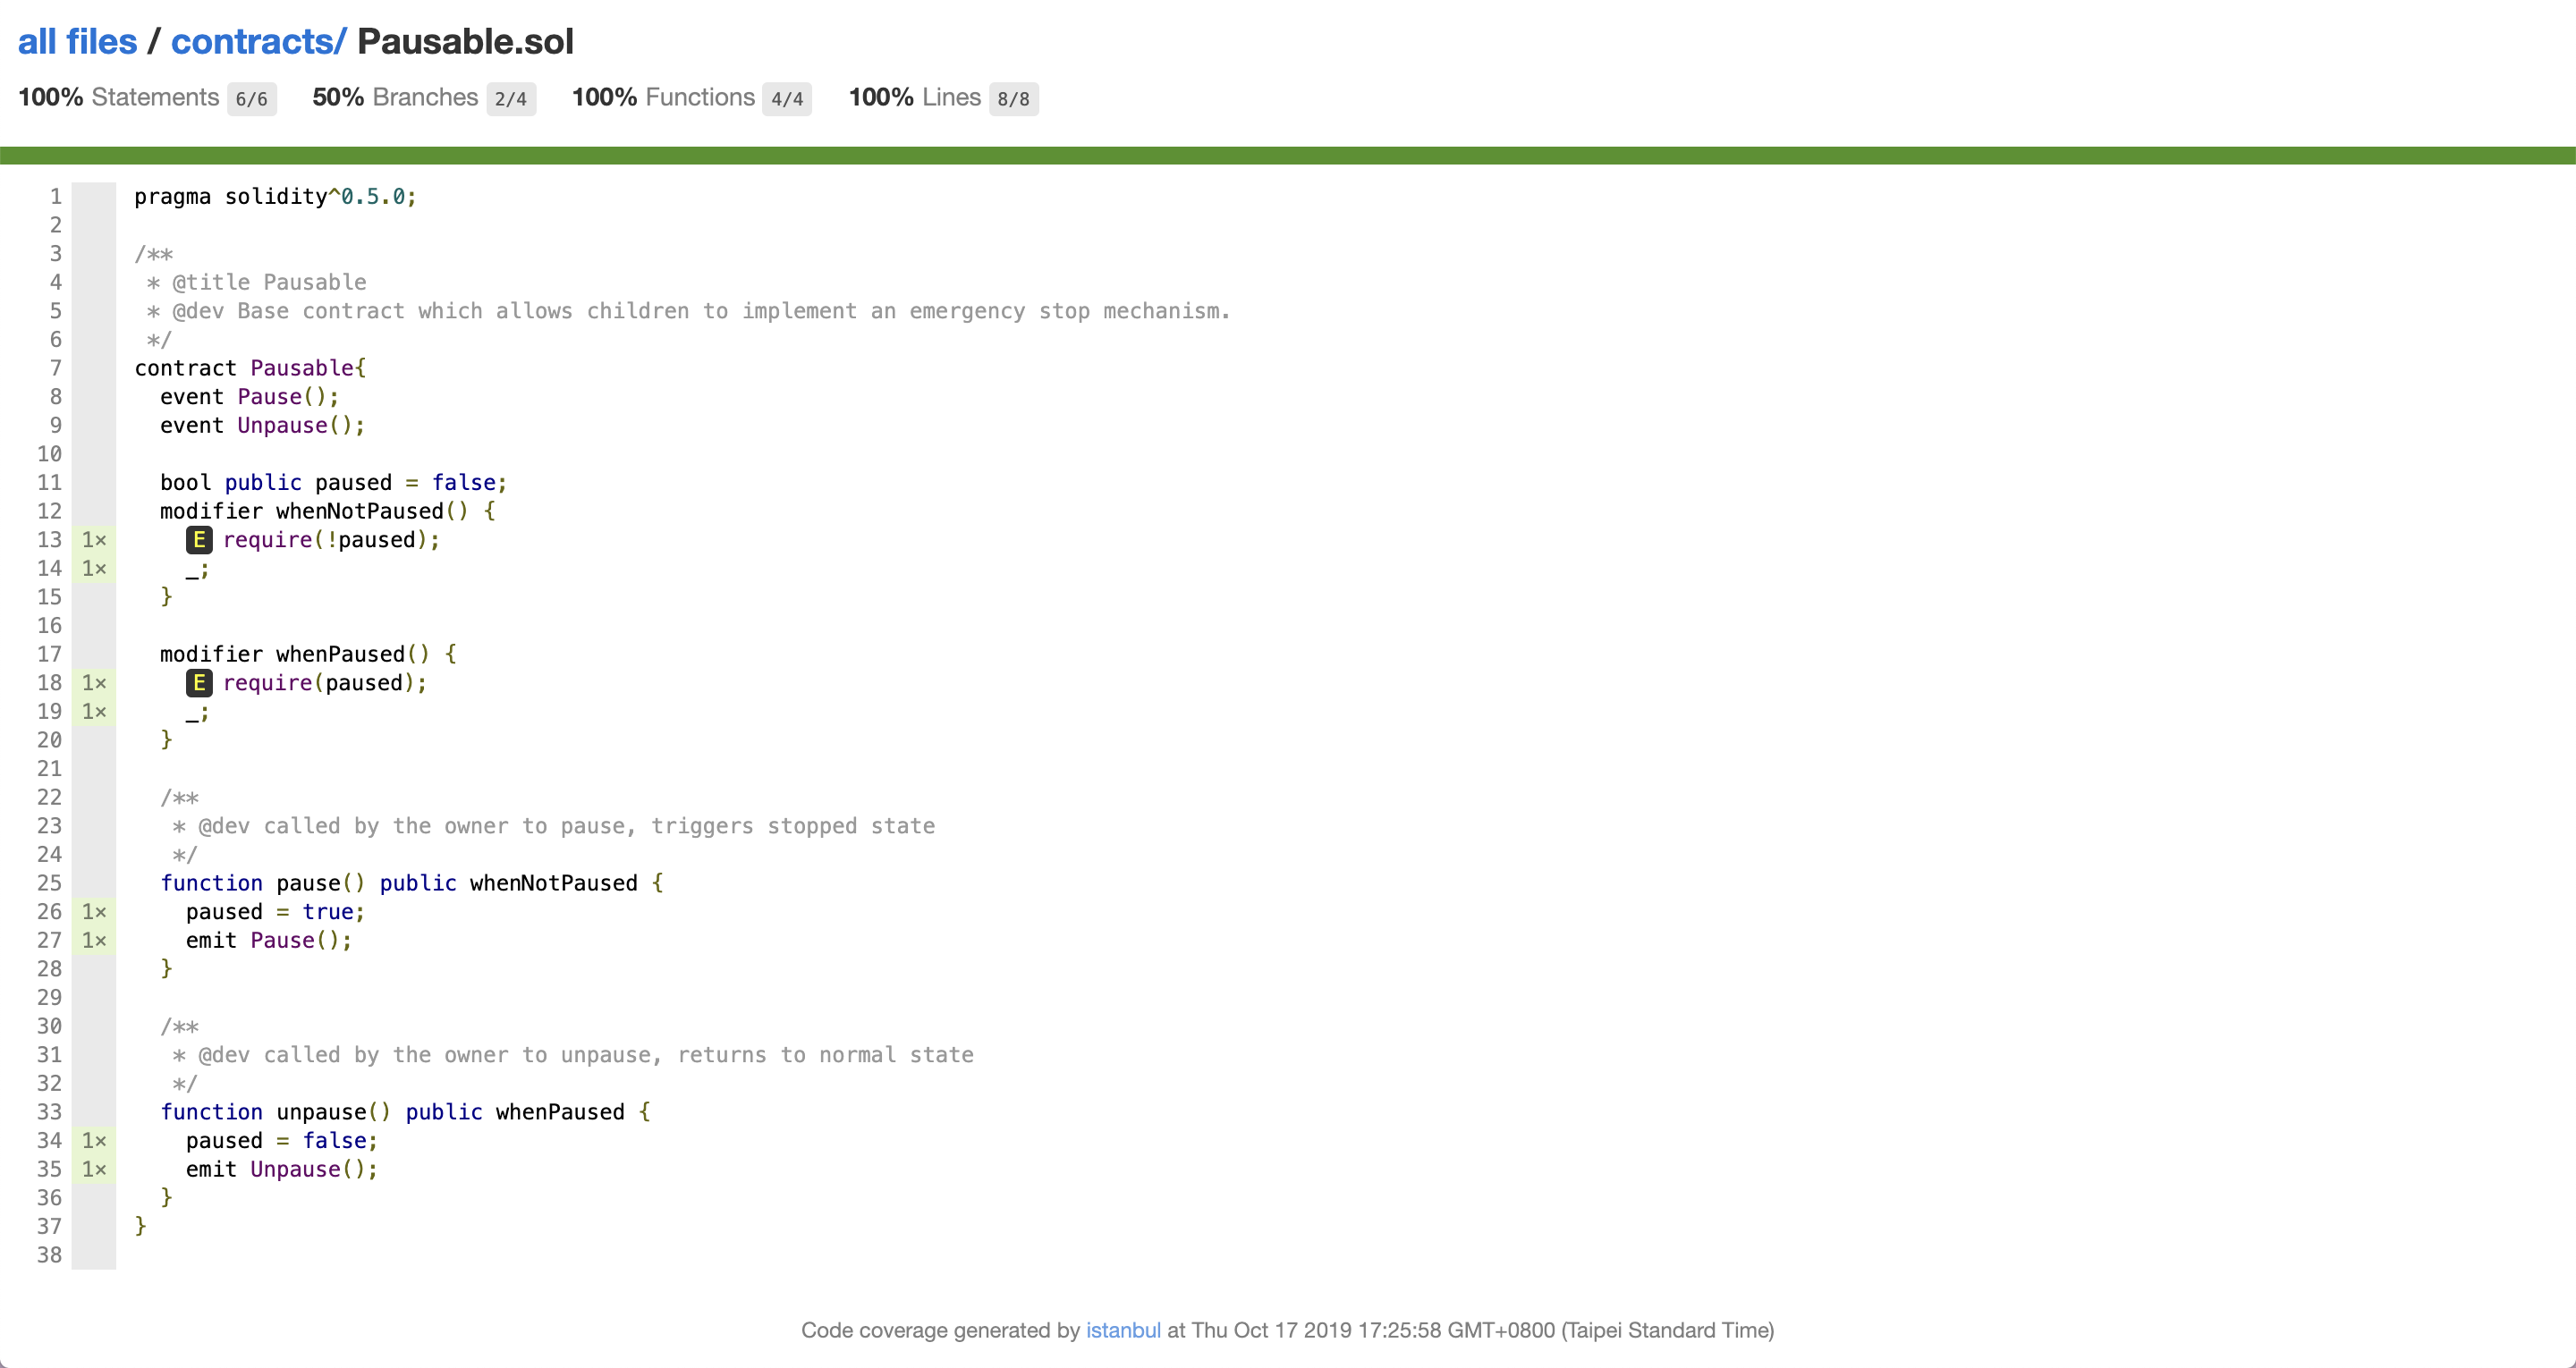 all files / contracts/ Pausable.sol
100% Statements 6/6 50% Branches 2/4 100% Functions 4/4 100% Lines 8/8
1 pragma solidity^0.5.0;
2
3 /**
4  * @title Pausable
5  * @dev Base contract which allows children to implement an emergency stop mechanism.
6  */
7 contract Pausable{
8   event Pause();
9   event Unpause();
10
11   bool public paused = false;
12   modifier whenNotPaused() {
13 1×     E require(!paused);
14 1×     _;
15   }
16
17   modifier whenPaused() {
18 1×     E require(paused);
19 1×     _;
20   }
21
22   /**
23    * @dev called by the owner to pause, triggers stopped state
24    */
25   function pause() public whenNotPaused {
26 1×     paused = true;
27 1×     emit Pause();
28   }
29
30   /**
31    * @dev called by the owner to unpause, returns to normal state
32    */
33   function unpause() public whenPaused {
34 1×     paused = false;
35 1×     emit Unpause();
36   }
37 }
38
Code coverage generated by istanbul at Thu Oct 17 2019 17:25:58 GMT+0800 (Taipei Standard Time)